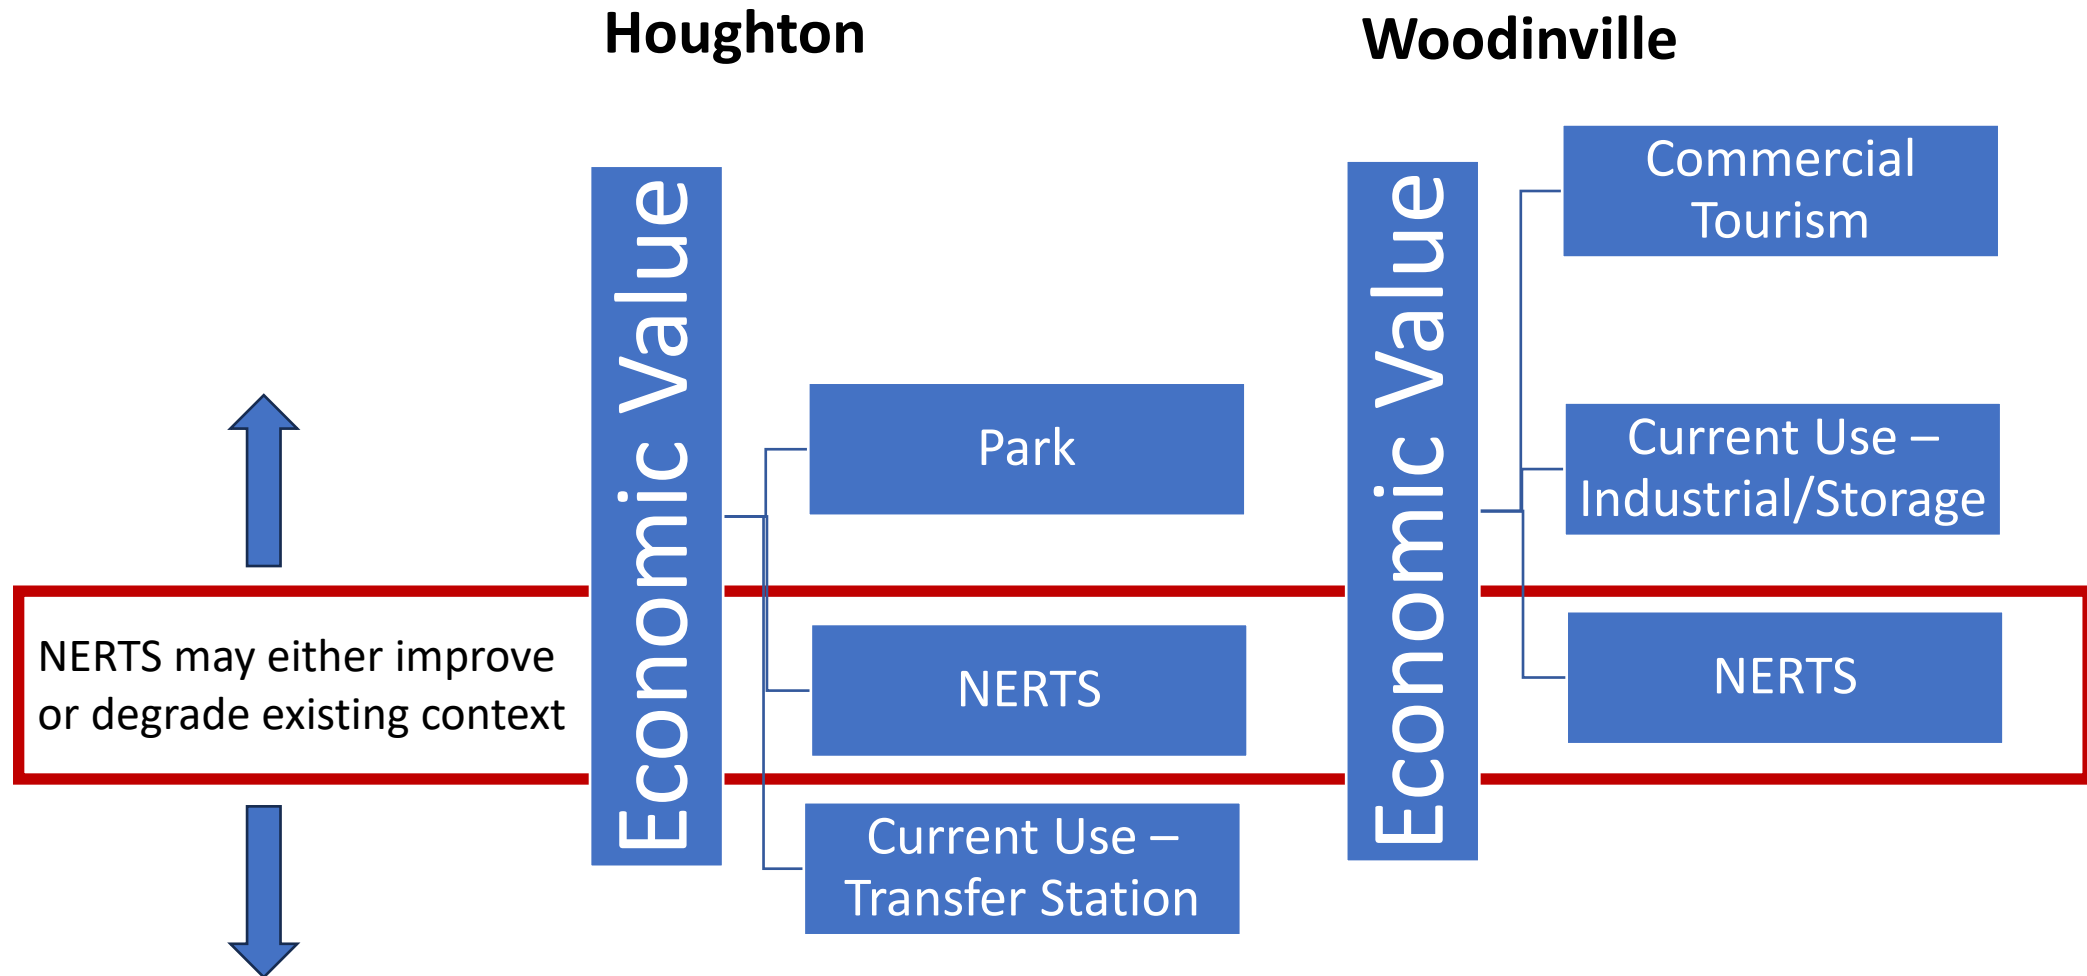 Houghton
Woodinville
Economic Value
Park
NERTS
Current Use –
Transfer Station
Economic Value
Commercial
Tourism
Current Use –
Industrial/Storage
NERTS
NERTS may either improve
or degrade existing context